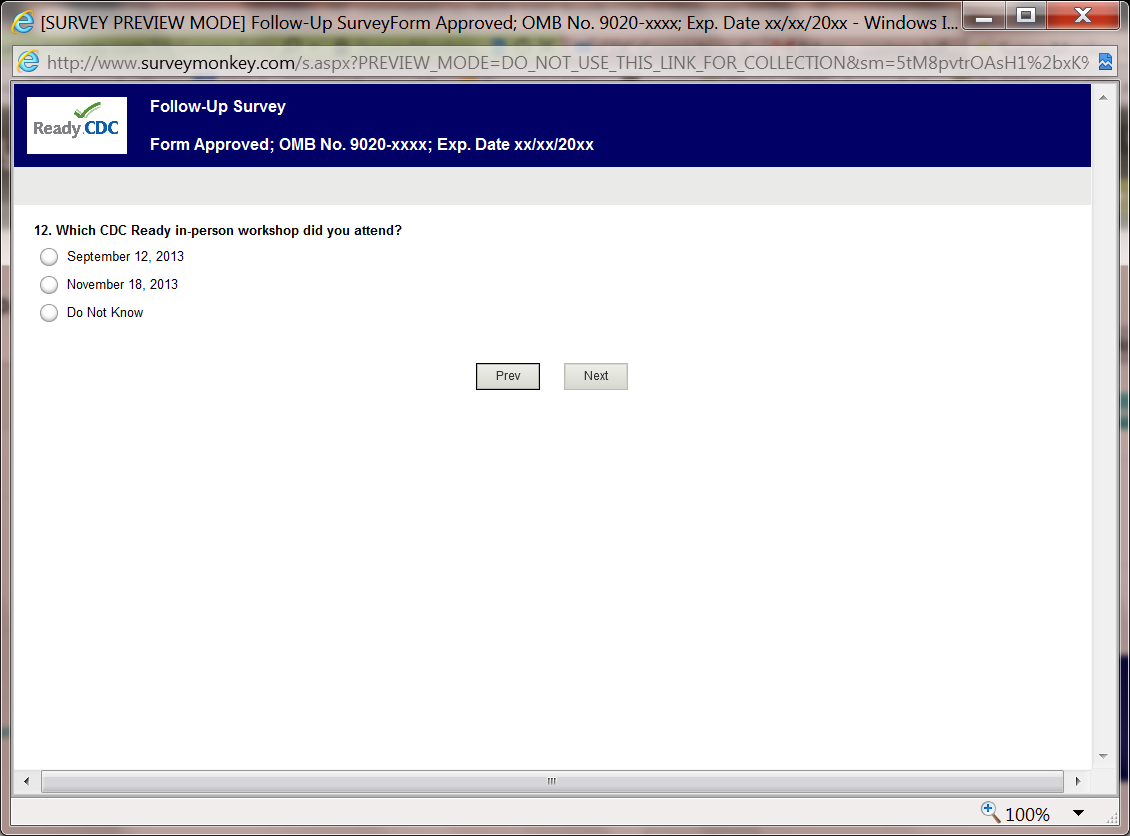 [SURVEY PREVIEW MODE] Follow-Up SurveyForm Approved; OMB No. 9020-xxxx; Exp. Date xx/xx/20xx - Windows I...
http://www.surveymonkey.com/s.aspx?PREVIEW_MODE=DO_NOT_USE_THIS_LINK_FOR_COLLECTION&sm=5tM8pvtrOAsH1%2bxK%
Ready CDC
Follow-Up Survey
Form Approved; OMB No. 9020-xxxx; Exp. Date xx/xx/20xx
12. Which CDC Ready in-person workshop did you attend?
September 12, 2013
November 18, 2013
Do Not Know
Prev Next
100%